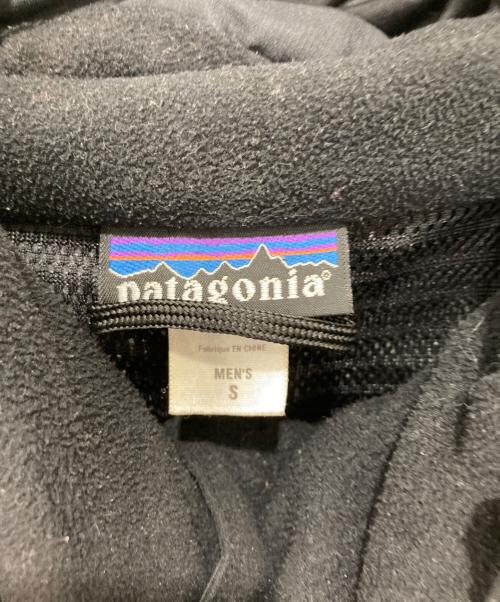 patagonia®
Fabriqué EN CHINE
MEN'S
S